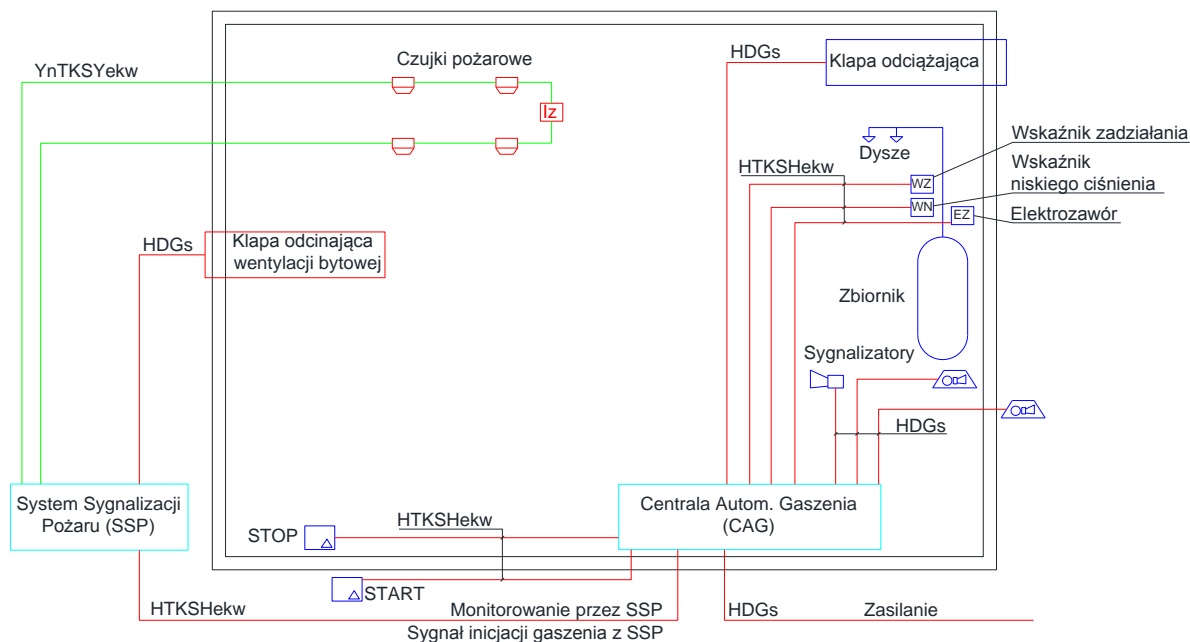 YnTKSYekw
Czujki pożarowe
Iz
HDGs
Klapa odciążająca
Dysze
Wskaźnik zadziałania
Wskaźnik
niskiego ciśnienia
HTKSHekw
WZ
WN
EZ
Elektrozawór
HDGs
Klapa odcinająca
wentylacji bytowej
Zbiornik
Sygnalizatory
HDGs
System Sygnalizacji
Pożaru (SSP)
Centrala Autom. Gaszenia
(CAG)
HTKSHekw
STOP
START
HTKSHekw
Monitorowanie przez SSP
Sygnał inicjacji gaszenia z SSP
HDGs
Zasilanie